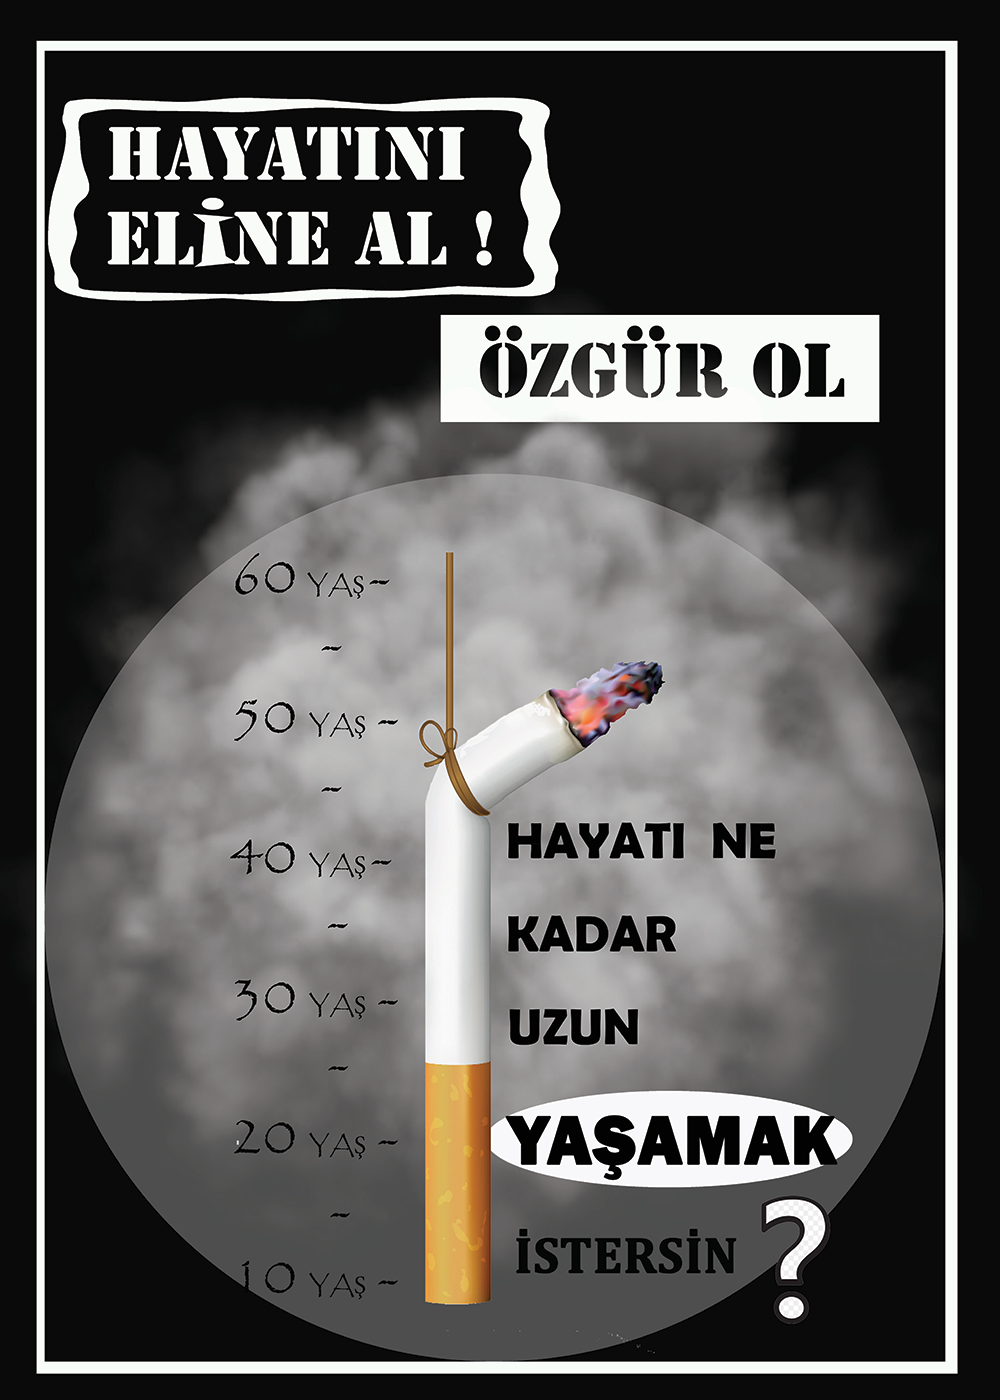 HAYATINI
ELİNE AL !
ÖZGÜR OL
60 YAŞ-
-
50 YAŞ -
-
40 YAŞ-
-
30 YAŞ -
-
20 YAŞ -
-
10 YAŞ -
HAYATI NE
KADAR
UZUN
YAŞAMAK
İSTERSİN ?